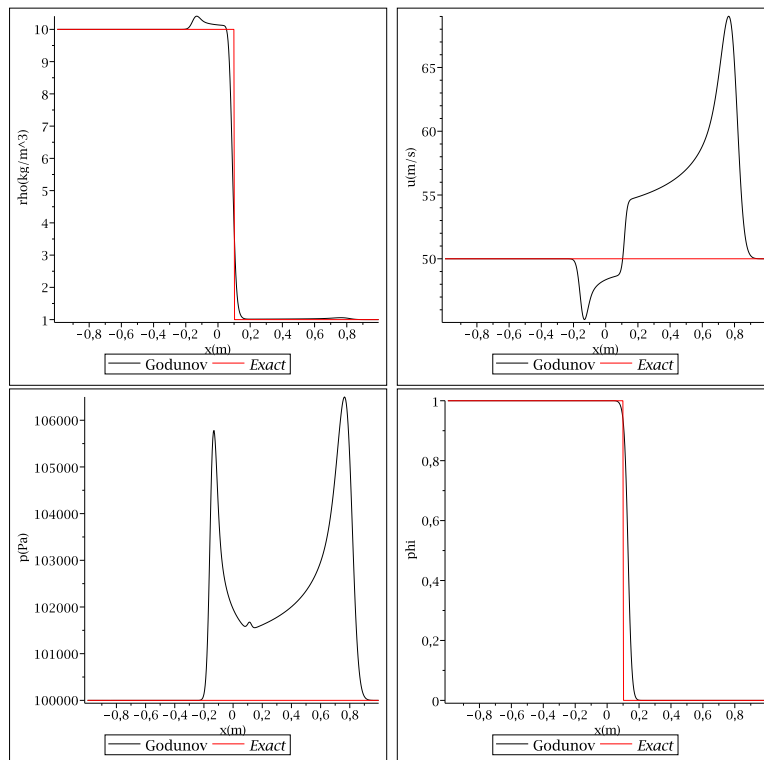 rho(kg/m^3)
10
9
8
7
6
5
4
3
2
1
−0,8 −0,6 −0,4 −0,2 0 0,2 0,4 0,6 0,8
x(m)
Godunov Exact
u(m/s)
65
60
55
50
−0,8 −0,6 −0,4 −0,2 0 0,2 0,4 0,6 0,8
x(m)
Godunov Exact
p(Pa)
106000
105000
104000
103000
102000
101000
100000
−0,8 −0,6 −0,4 −0,2 0 0,2 0,4 0,6 0,8
x(m)
Godunov Exact
phi
1
0,8
0,6
0,4
0,2
0
−0,8 −0,6 −0,4 −0,2 0 0,2 0,4 0,6 0,8
x(m)
Godunov Exact